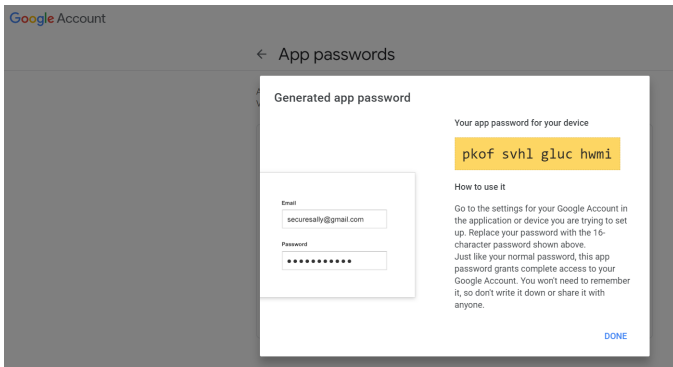 Google Account
← App passwords
Generated app password
Your app password for your device
pkof svhl gluc hwmi
How to use it
Email
securesally@gmail.com
Password
•••••••••••
Go to the settings for your Google Account in
the application or device you are trying to set
up. Replace your password with the 16-
character password shown above.
Just like your normal password, this app
password grants complete access to your
Google Account. You won't need to remember
it, so don't write it down or share it with
anyone.
DONE